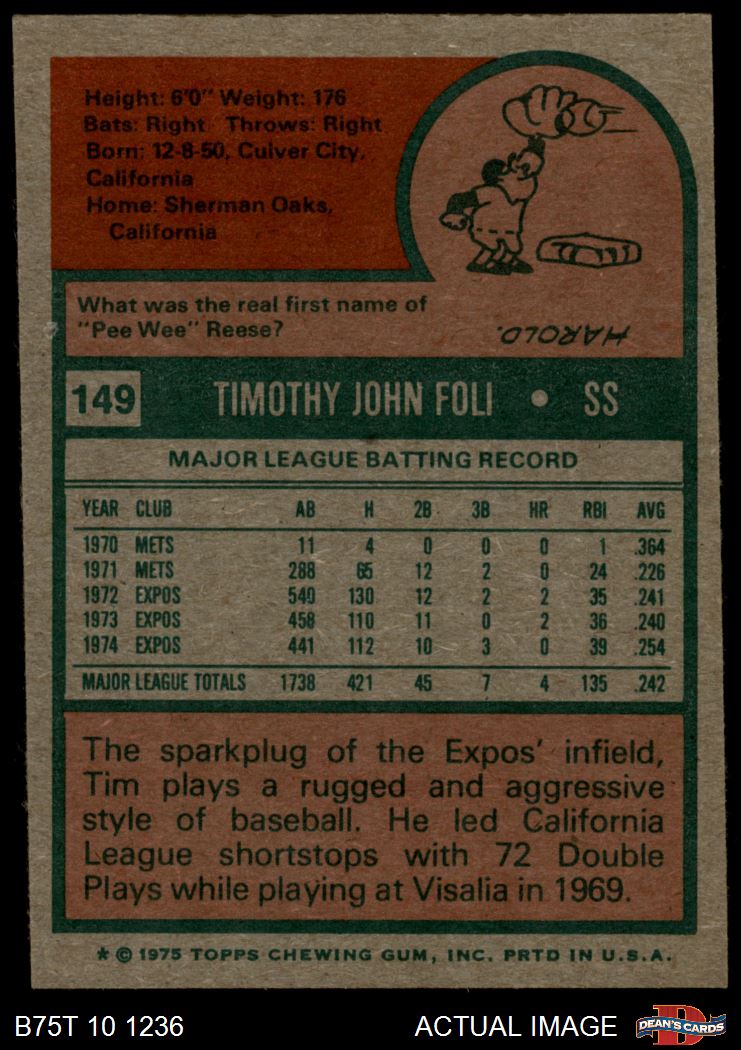 Height: 6'0" Weight: 176
Bats: Right Throws: Right
Born: 12-8-50, Culver City,
California
Home: Sherman Oaks,
California
What was the real first name of
"Pee Wee" Reese?
HAROLD.
149 TIMOTHY JOHN FOLI • SS
MAJOR LEAGUE BATTING RECORD
YEAR CLUB AB H 2B 3B HR RBI AVG
1970 METS 11 4 0 0 0 1 .364
1971 METS 288 65 12 2 0 24 .226
1972 EXPOS 540 130 12 2 2 35 .241
1973 EXPOS 458 110 11 0 2 36 .240
1974 EXPOS 441 112 10 3 0 39 .254
MAJOR LEAGUE TOTALS 1738 421 45 7 4 135 .242
The sparkplug of the Expos' infield,
Tim plays a rugged and aggressive
style of baseball. He led California
League shortstops with 72 Double
Plays while playing at Visalia in 1969.
* © 1975 TOPPS CHEWING GUM, INC. PRTD IN U.S.A.
B75T 10 1236 ACTUAL IMAGE DEAN'S CARDS